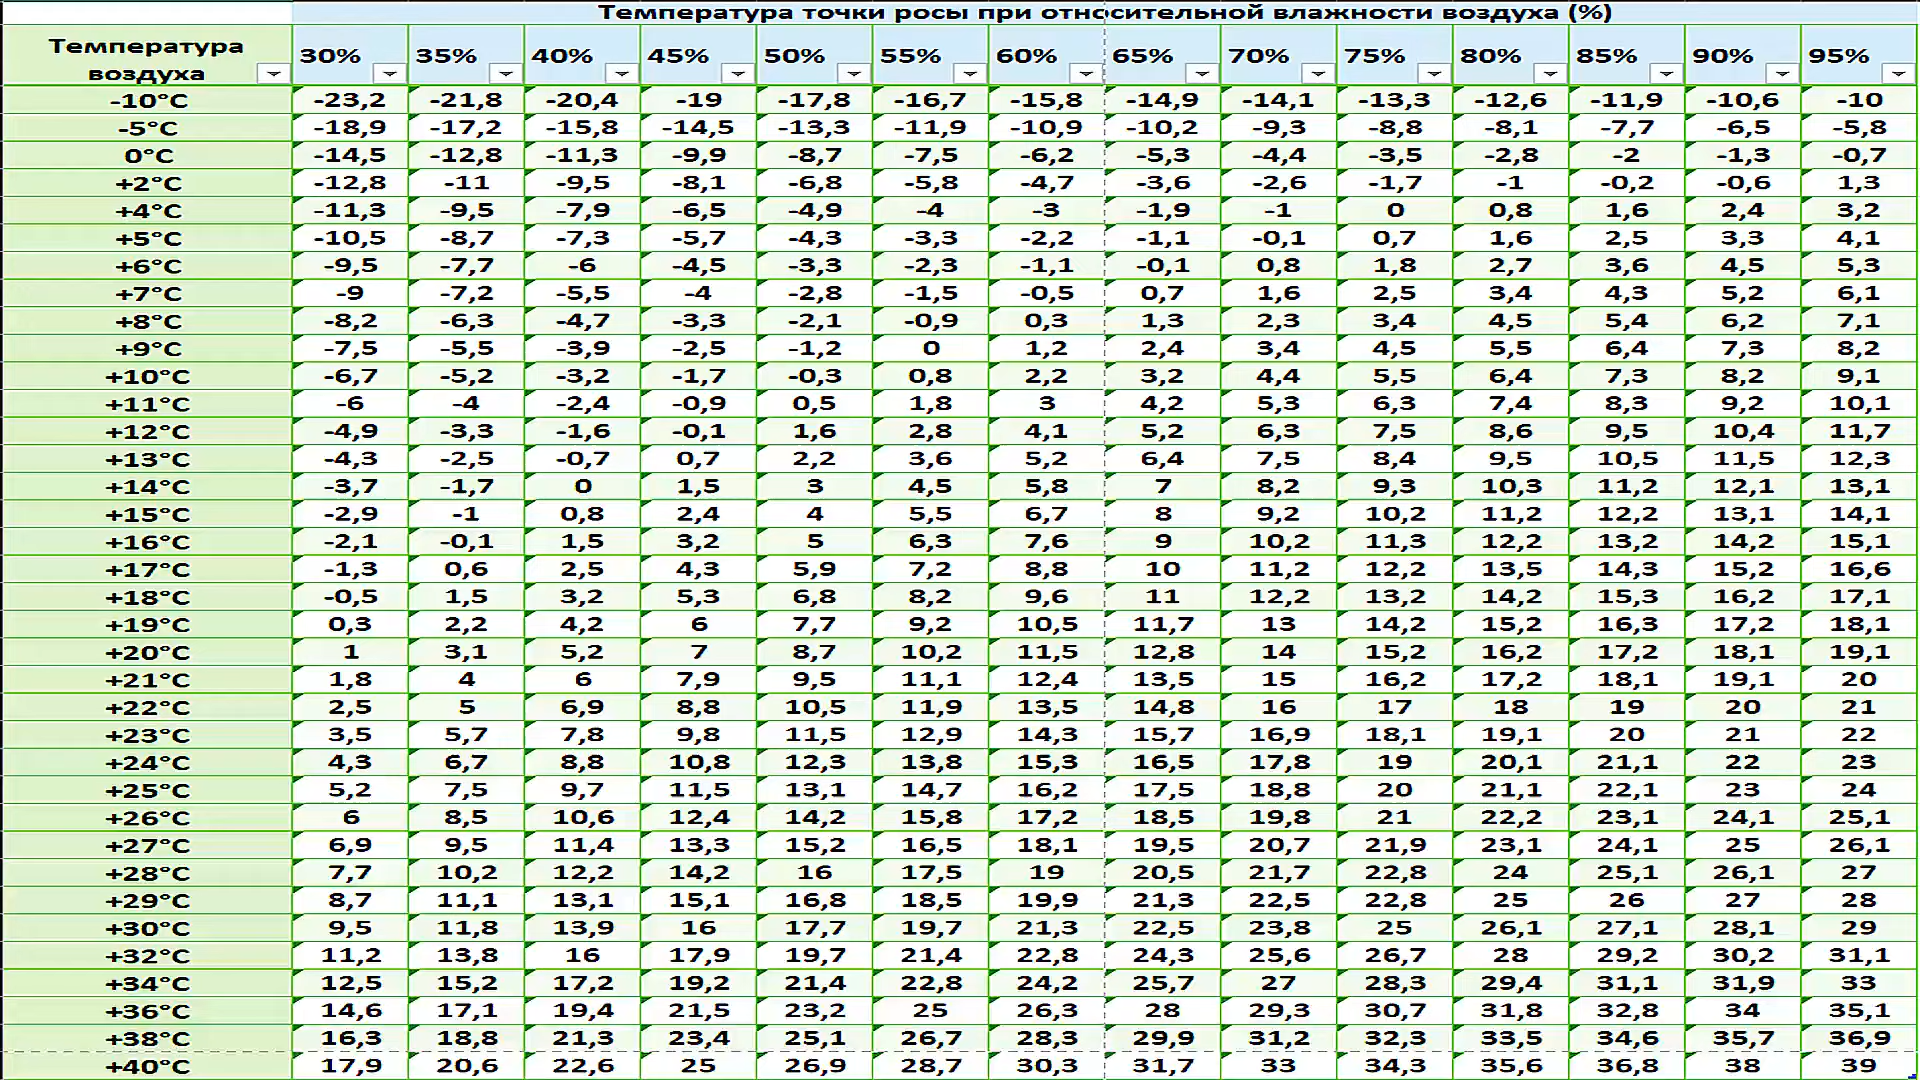 Температура точки росы при относительной влажности воздуха (%)
Температура воздуха 30% 35% 40% 45% 50% 55% 60% 65% 70% 75% 80% 85% 90% 95%
-10°C -23,2 -21,8 -20,4 -19 -17,8 -16,7 -15,8 -14,9 -14,1 -13,3 -12,6 -11,9 -10,6 -10
-5°C -18,9 -17,2 -15,8 -14,5 -13,3 -11,9 -10,9 -10,2 -9,3 -8,8 -8,1 -7,7 -6,5 -5,8
0°C -14,5 -12,8 -11,3 -9,9 -8,7 -7,5 -6,2 -5,3 -4,4 -3,5 -2,8 -2 -1,3 -0,7
+2°C -12,8 -11 -9,5 -8,1 -6,8 -5,8 -4,7 -3,6 -2,6 -1,7 -1 -0,2 -0,6 1,3
+4°C -11,3 -9,5 -7,9 -6,5 -4,9 -4 -3 -1,9 -1 0 0,8 1,6 2,4 3,2
+5°C -10,5 -8,7 -7,3 -5,7 -4,3 -3,3 -2,2 -1,1 -0,1 0,7 1,6 2,5 3,3 4,1
+6°C -9,5 -7,7 -6 -4,5 -3,3 -2,3 -1,1 -0,1 0,8 1,8 2,7 3,6 4,5 5,3
+7°C -9 -7,2 -5,5 -4 -2,8 -1,5 -0,5 0,7 1,6 2,5 3,4 4,3 5,2 6,1
+8°C -8,2 -6,3 -4,7 -3,3 -2,1 -0,9 0,3 1,3 2,3 3,4 4,5 5,4 6,2 7,1
+9°C -7,5 -5,5 -3,9 -2,5 -1,2 0 1,2 2,4 3,4 4,5 5,5 6,4 7,3 8,2
+10°C -6,7 -5,2 -3,2 -1,7 -0,3 0,8 2,2 3,2 4,4 5,5 6,4 7,3 8,2 9,1
+11°C -6 -4 -2,4 -0,9 0,5 1,8 3 4,2 5,3 6,3 7,4 8,3 9,2 10,1
+12°C -4,9 -3,3 -1,6 -0,1 1,6 2,8 4,1 5,2 6,3 7,5 8,6 9,5 10,4 11,7
+13°C -4,3 -2,5 -0,7 0,7 2,2 3,6 5,2 6,4 7,5 8,4 9,5 10,5 11,5 12,3
+14°C -3,7 -1,7 0 1,5 3 4,5 5,8 7 8,2 9,3 10,3 11,2 12,1 13,1
+15°C -2,9 -1 0,8 2,4 4 5,5 6,7 8 9,2 10,2 11,2 12,2 13,1 14,1
+16°C -2,1 -0,1 1,5 3,2 5 6,3 7,6 9 10,2 11,3 12,2 13,2 14,2 15,1
+17°C -1,3 0,6 2,5 4,3 5,9 7,2 8,8 10 11,2 12,2 13,5 14,3 15,2 16,6
+18°C -0,5 1,5 3,2 5,3 6,8 8,2 9,6 11 12,2 13,2 14,2 15,3 16,2 17,1
+19°C 0,3 2,2 4,2 6 7,7 9,2 10,5 11,7 13 14,2 15,2 16,3 17,2 18,1
+20°C 1 3,1 5,2 7 8,7 10,2 11,5 12,8 14 15,2 16,2 17,2 18,1 19,1
+21°C 1,8 4 6 7,9 9,5 11,1 12,4 13,5 15 16,2 17,2 18,1 19,1 20
+22°C 2,5 5 6,9 8,8 10,5 11,9 13,5 14,8 16 17 18 19 20 21
+23°C 3,5 5,7 7,8 9,8 11,5 12,9 14,3 15,7 16,9 18,1 19,1 20 21 22
+24°C 4,3 6,7 8,8 10,8 12,3 13,8 15,3 16,5 17,8 19 20,1 21,1 22 23
+25°C 5,2 7,5 9,7 11,5 13,1 14,7 16,2 17,5 18,8 20 21,1 22,1 23 24
+26°C 6 8,5 10,6 12,4 14,2 15,8 17,2 18,5 19,8 21 22,2 23,1 24,1 25,1
+27°C 6,9 9,5 11,4 13,3 15,2 16,5 18,1 19,5 20,7 21,9 23,1 24,1 25 26,1
+28°C 7,7 10,2 12,2 14,2 16 17,5 19 20,5 21,7 22,8 24 25,1 26,1 27
+29°C 8,7 11,1 13,1 15,1 16,8 18,5 19,9 21,3 22,5 22,8 25 26 27 28
+30°C 9,5 11,8 13,9 16 17,7 19,7 21,3 22,5 23,8 25 26,1 27,1 28,1 29
+32°C 11,2 13,8 16 17,9 19,7 21,4 22,8 24,3 25,6 26,7 28 29,2 30,2 31,1
+34°C 12,5 15,2 17,2 19,2 21,4 22,8 24,2 25,7 27 28,3 29,4 31,1 31,9 33
+36°C 14,6 17,1 19,4 21,5 23,2 25 26,3 28 29,3 30,7 31,8 32,8 34 35,1
+38°C 16,3 18,8 21,3 23,4 25,1 26,7 28,3 29,9 31,2 32,3 33,5 34,6 35,7 36,9
+40°C 17,9 20,6 22,6 25 26,9 28,7 30,3 31,7 33 34,3 35,6 36,8 38 39